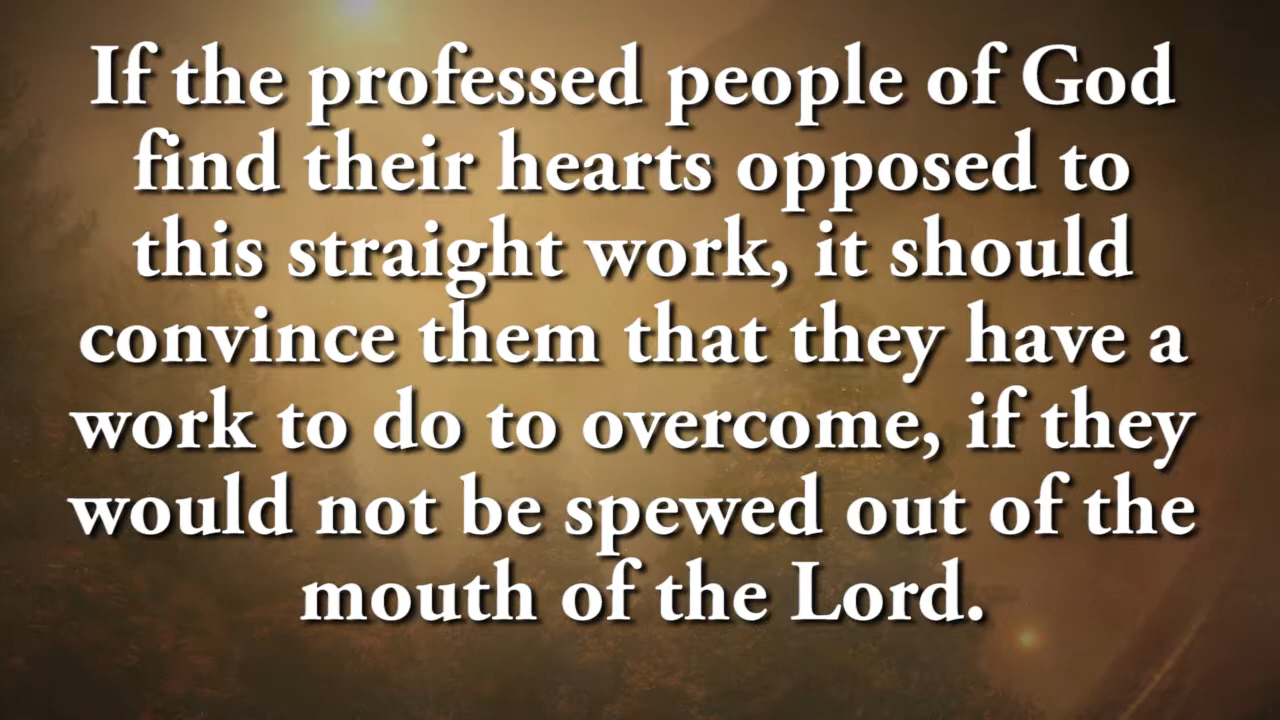 If the professed people of God
find their hearts opposed to
this straight work, it should
convince them that they have a
work to do to overcome, if they
would not be spewed out of the
mouth of the Lord.